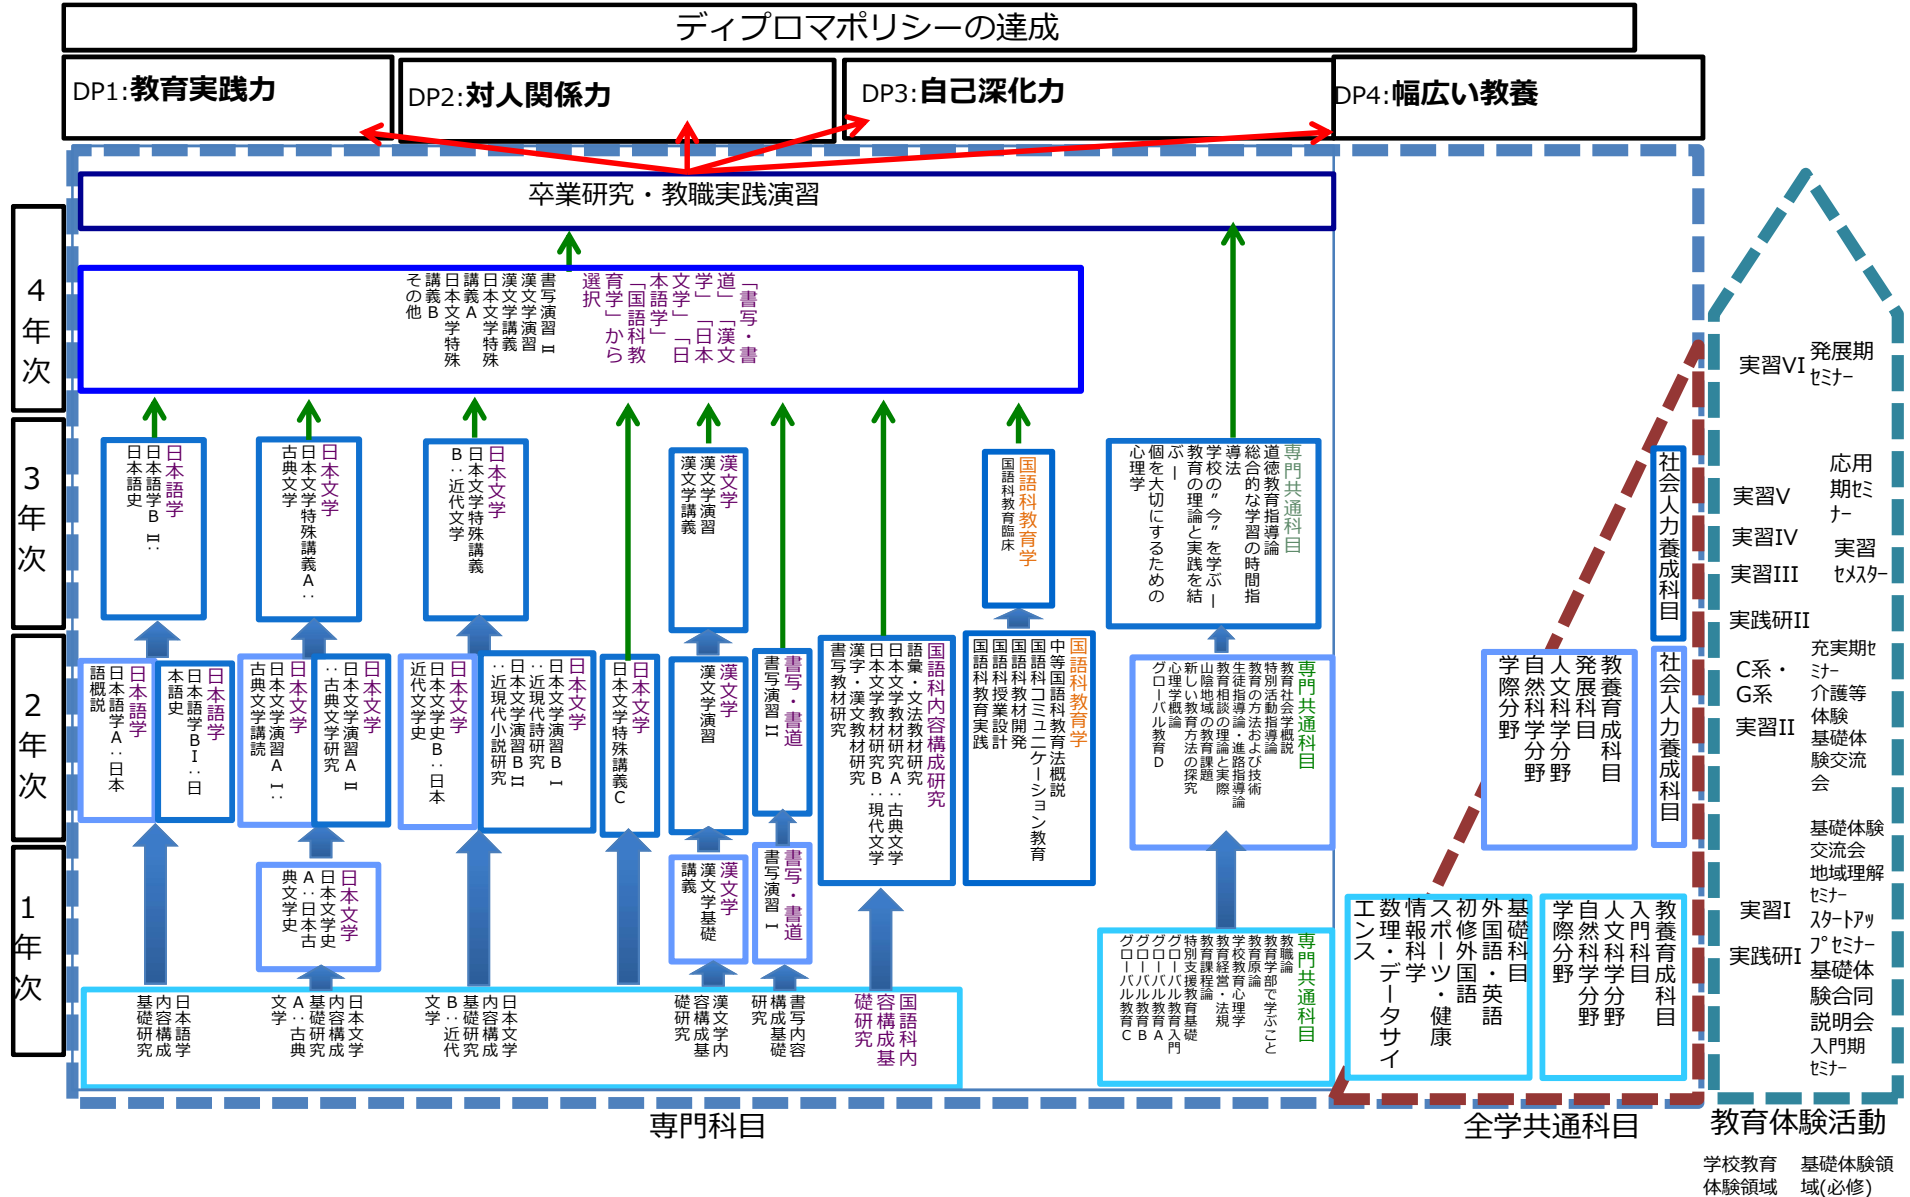 ディプロマポリシーの達成
DP1:教育実践力
DP2:対人関係力
DP3:自己深化力
DP4:幅広い教養
卒業研究・教職実践演習
4年次
「書写・書
道」「漢文
学」「日本
文学」「日
本語学」
「国語科教
育学」から
選択
書写演習Ⅱ
漢文学演習
漢文学講義
日本文学特殊
講義A
日本文学特殊
講義B
その他
3年次
日本語学
日本語学BⅡ:
日本語史
日本文学
日本文学特殊講義A:
古典文学
日本文学
日本文学特殊講義
B:近代文学
漢文学
漢文学演習
漢文学講義
国語科教育学
国語科教育臨床
専門共通科目
道徳教育指導論
総合的な学習の時間指
導法
学校の"今"を学ぶー
教育の理論と実践を結
ぶー
個を大切にするための
心理学
社会人力養成科目
2年次
日本語学
日本語学A:日本
語概説
日本語学
日本語学BI:日
本語史
日本文学
日本文学演習AⅠ:
古典文学講読
日本文学
日本文学演習AⅡ
:古典文学研究
日本文学
日本文学史B:日本
近代文学史
日本文学
日本文学演習BⅠ
:近現代詩研究
日本文学演習BⅡ
:近現代小説研究
日本文学
日本文学特殊講義C
漢文学
漢文学演習
書写・書道
書写演習II
国語科内容構成研究
語彙・文法教材研究
日本文学教材研究A:古典文学
日本文学教材研究B:現代文学
漢字・漢文教材研究
書写教材研究
国語科教育学
中等国語科教育法概説
国語科コミュニケーション教育
国語科教材開発
国語科授業設計
国語科教育実践
専門共通科目
教育社会学概説
特別活動指導論
教育の方法および技術
生徒指導論・進路指導論
教育相談の理論と実際
山陰地域の教育課題
新しい教育方法の探究
心理学概論
グローバル教育D
教養育成科目
発展科目
人文科学分野
自然科学分野
学際分野
社会人力養成科目
1年次
日本文学
日本文学史
A:日本古
典文学史
漢文学
漢文学基礎
講義
書写・書道
書写演習Ⅰ
日本語学
内容構成
基礎研究
日本文学
内容構成
基礎研究
A:古典
文学
日本文学
内容構成
基礎研究
B:近代
文学
漢文学内
容構成基
礎研究
書写内容
構成基礎
研究
国語科内
容構成基
礎研究
専門共通科目
教職論
教育学部で学ぶこと
教育原論
学校教育心理学
教育経営・法規
教育課程論
特別支援教育基礎
グローバル教育入門
グローバル教育A
グローバル教育B
グローバル教育C
基礎科目
外国語・英語
初修外国語
スポーツ・健康
情報科学
数理・データサイ
エンス
教養育成科目
入門科目
人文科学分野
自然科学分野
学際分野
実習VI
発展期
ｾﾐﾅｰ
実習V
実習IV
実習III
実践研II
応用
期ｾﾐ
ﾅｰ
実習
ｾﾒｽﾀｰ
C系・
G系
実習II
充実期ｾ
ﾐﾅｰ
介護等
体験
基礎体
験交流
会
実習I
実践研I
基礎体験
交流会
地域理解
ｾﾐﾅｰ
ｽﾀｰﾄｱｯ
ﾌﾟｾﾐﾅｰ
基礎体
験合同
説明会
入門期
ｾﾐﾅｰ
専門科目
全学共通科目
教育体験活動
学校教育
体験領域
基礎体験領
域(必修)